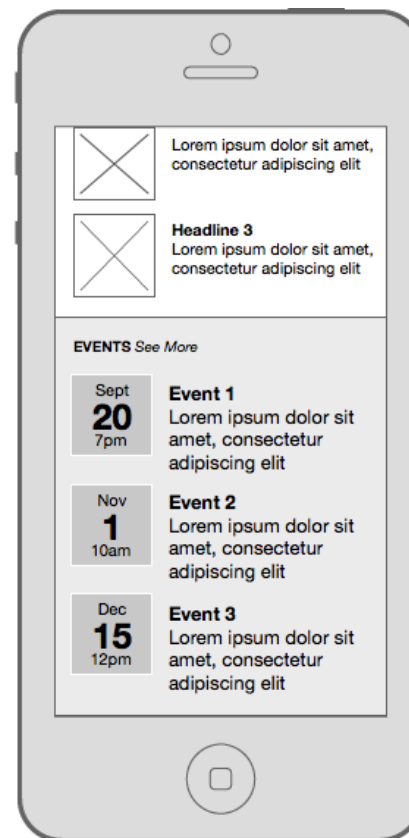 Lorem ipsum dolor sit amet,
consectetur adipiscing elit
Headline 3
Lorem ipsum dolor sit amet,
consectetur adipiscing elit
EVENTS See More
Sept
20
7pm
Event 1
Lorem ipsum dolor sit
amet, consectetur
adipiscing elit
Nov
1
10am
Event 2
Lorem ipsum dolor sit
amet, consectetur
adipiscing elit
Dec
15
12pm
Event 3
Lorem ipsum dolor sit
amet, consectetur
adipiscing elit